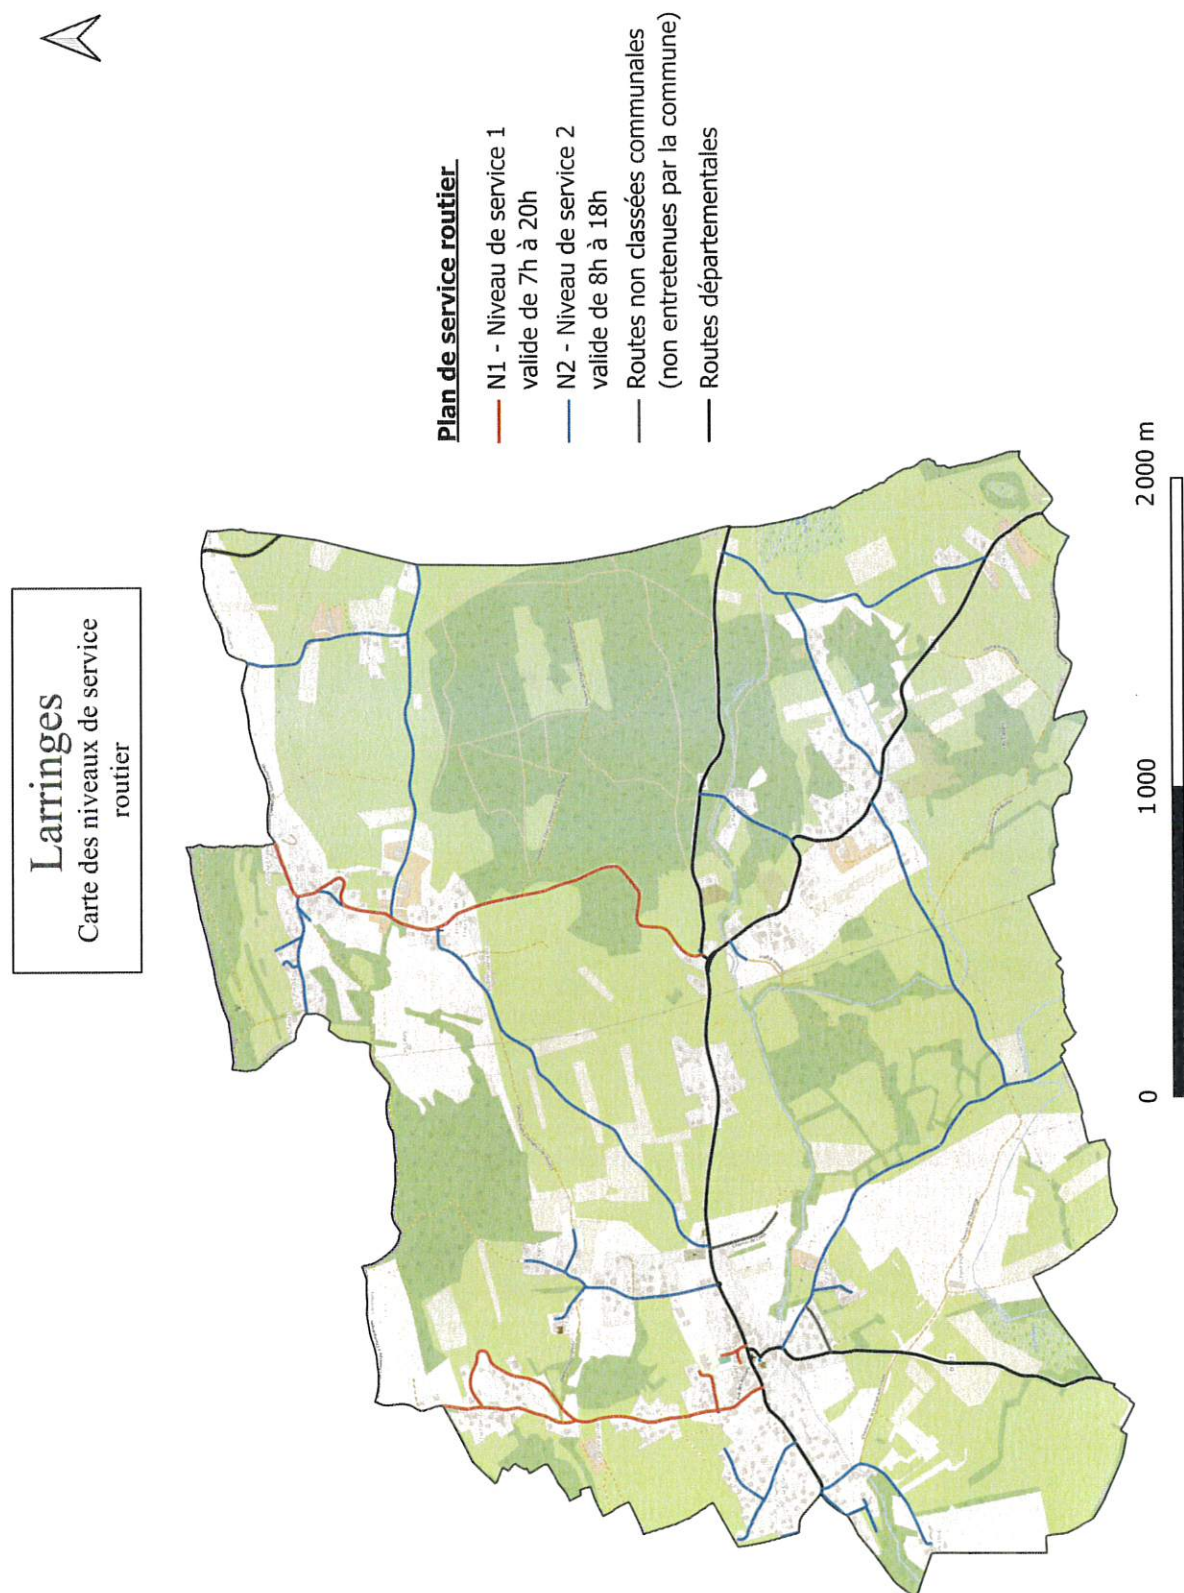 Larringes
Carte des niveaux de service
routier
Plan de service routier
N1 - Niveau de service 1
valide de 7h à 20h
N2 - Niveau de service 2
valide de 8h à 18h
Routes non classées communales
(non entretenues par la commune)
Routes départementales
0
1000
2000 m